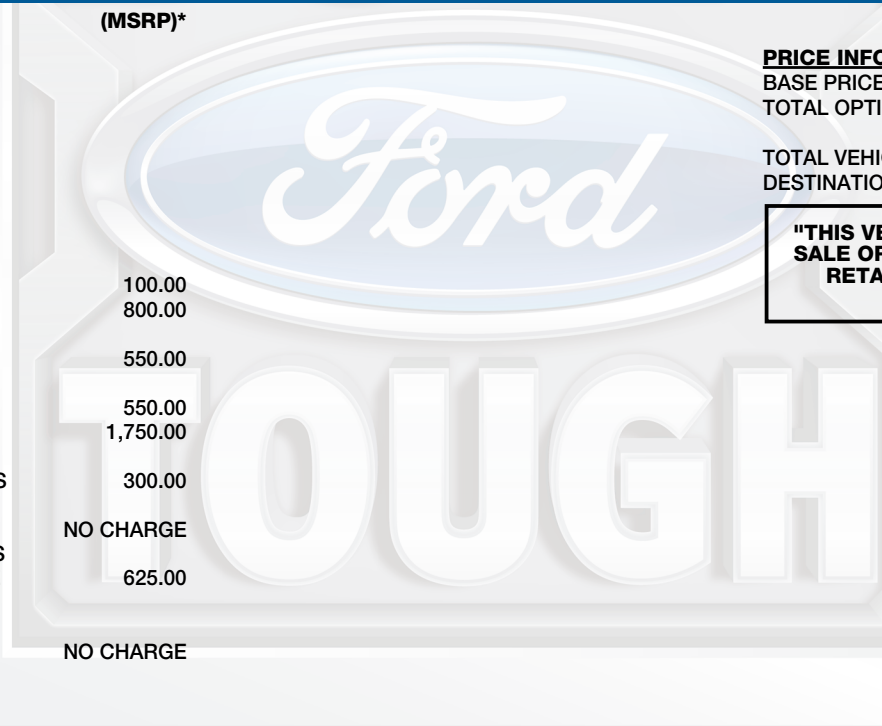 (MSRP)*
100.00
800.00
550.00
550.00
1,750.00
S 300.00
NO CHARGE
S
625.00
NO CHARGE
PRICE INFO
BASE PRICE
TOTAL OPTI
TOTAL VEHI
DESTINATIO
"THIS VE
SALE OR
RETA
Ford
TOUGH